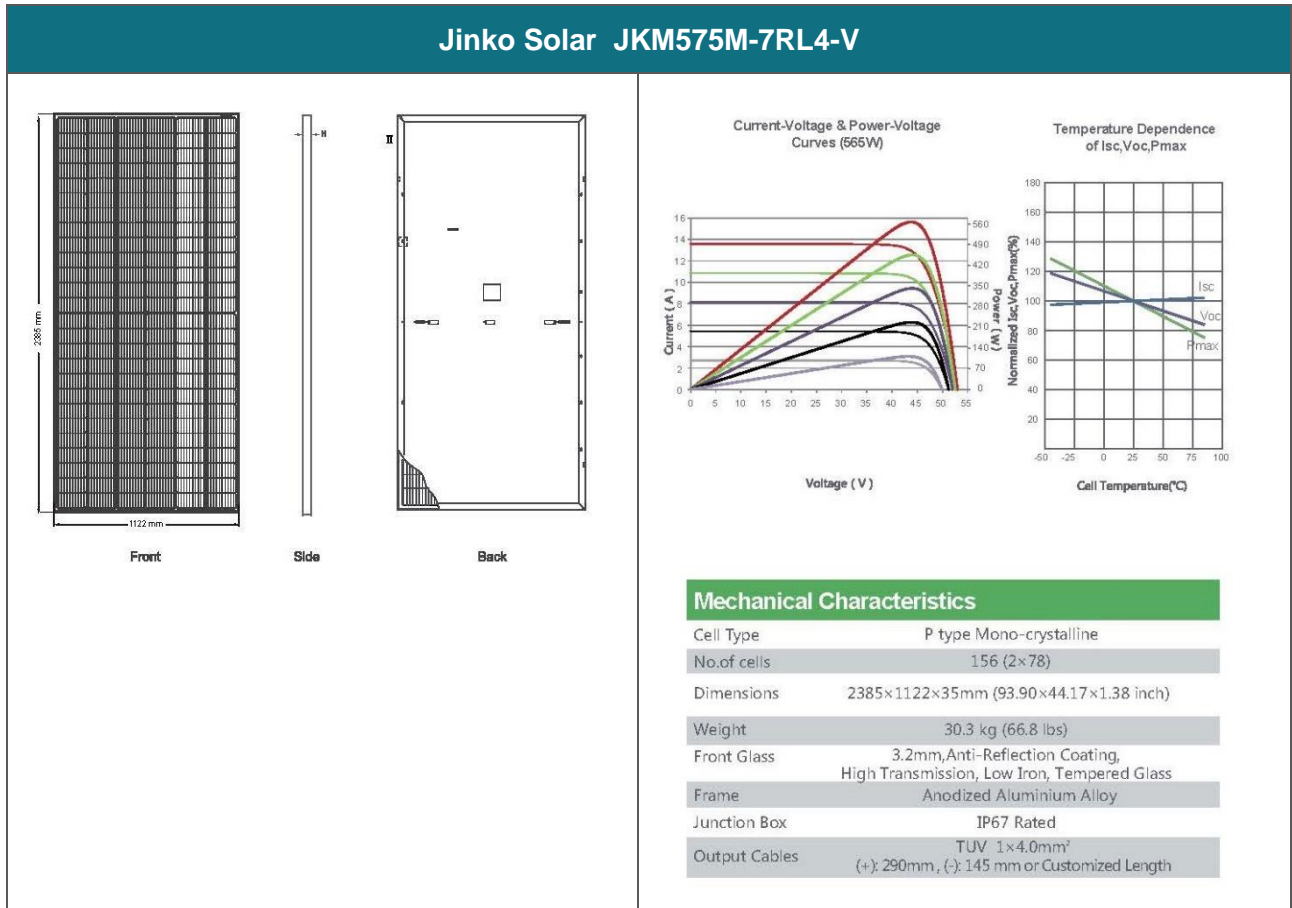 Jinko Solar JKM575M-7RL4-V
H
II
2385 mm
1122 mm
Front
Side
Back
Current-Voltage & Power-Voltage
Curves (565W)
Current ( A )
16
14
12
10
8
6
4
2
0
560
490
420
350
280
210
140
70
0
Power ( W )
0 5 10 15 20 25 30 35 40 45 50 55
Voltage ( V )
Temperature Dependence
of Isc,Voc,Pmax
Normalized Isc,Voc,Pmax(%)
180
160
140
120
100
80
60
40
20
Isc
Voc
Pmax
-50 -25 0 25 50 75 100
Cell Temperature(°C)
Mechanical Characteristics
Cell Type P type Mono-crystalline
No.of cells 156 (2×78)
Dimensions 2385×1122×35mm (93.90×44.17×1.38 inch)
Weight 30.3 kg (66.8 lbs)
Front Glass 3.2mm,Anti-Reflection Coating,
High Transmission, Low Iron, Tempered Glass
Frame Anodized Aluminium Alloy
Junction Box IP67 Rated
Output Cables TUV 1×4.0mm²
(+): 290mm , (-): 145 mm or Customized Length